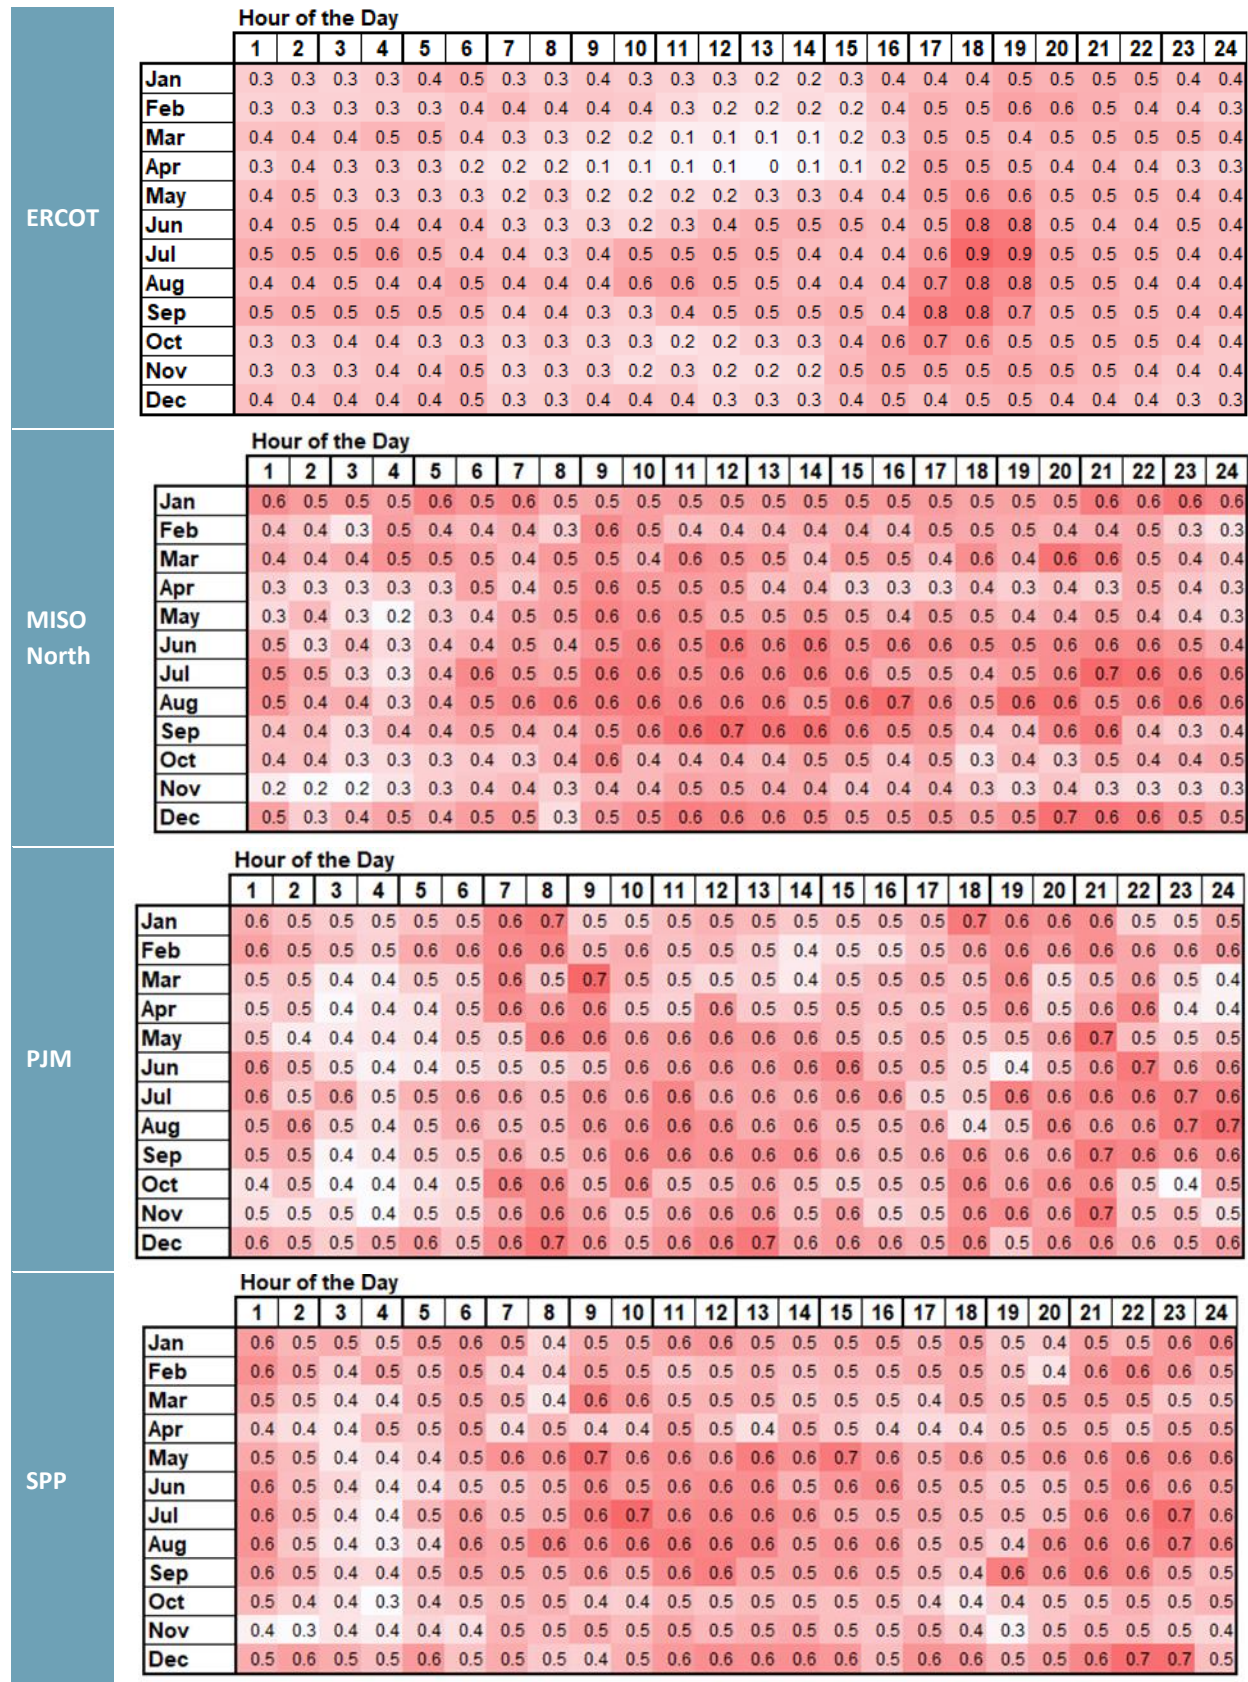 ERCOT
Hour of the Day
1 2 3 4 5 6 7 8 9 10 11 12 13 14 15 16 17 18 19 20 21 22 23 24
Jan 0.3 0.3 0.3 0.3 0.4 0.5 0.3 0.3 0.4 0.3 0.3 0.3 0.2 0.2 0.3 0.4 0.4 0.4 0.5 0.5 0.5 0.5 0.4 0.4
Feb 0.3 0.3 0.3 0.3 0.3 0.4 0.4 0.4 0.4 0.4 0.3 0.2 0.2 0.2 0.2 0.4 0.5 0.5 0.6 0.6 0.5 0.4 0.4 0.3
Mar 0.4 0.4 0.4 0.5 0.5 0.4 0.3 0.3 0.2 0.2 0.1 0.1 0.1 0.1 0.2 0.3 0.5 0.5 0.4 0.5 0.5 0.5 0.5 0.4
Apr 0.3 0.4 0.3 0.3 0.3 0.2 0.2 0.2 0.1 0.1 0.1 0.1 0 0.1 0.1 0.2 0.5 0.5 0.5 0.4 0.4 0.4 0.3 0.3
May 0.4 0.5 0.3 0.3 0.3 0.3 0.2 0.3 0.2 0.2 0.2 0.2 0.3 0.3 0.4 0.4 0.5 0.6 0.6 0.5 0.5 0.5 0.4 0.4
Jun 0.4 0.5 0.5 0.4 0.4 0.4 0.3 0.3 0.3 0.2 0.3 0.4 0.5 0.5 0.5 0.4 0.5 0.8 0.8 0.5 0.4 0.4 0.5 0.4
Jul 0.5 0.5 0.5 0.6 0.5 0.4 0.4 0.3 0.4 0.5 0.5 0.5 0.5 0.4 0.4 0.4 0.6 0.9 0.9 0.5 0.5 0.5 0.4 0.4
Aug 0.4 0.4 0.5 0.4 0.4 0.5 0.4 0.4 0.4 0.6 0.6 0.5 0.5 0.4 0.4 0.4 0.7 0.8 0.8 0.5 0.5 0.4 0.5 0.4
Sep 0.5 0.5 0.5 0.5 0.5 0.5 0.4 0.4 0.3 0.3 0.4 0.5 0.5 0.5 0.5 0.4 0.8 0.8 0.7 0.5 0.5 0.5 0.4 0.4
Oct 0.3 0.3 0.4 0.4 0.3 0.3 0.3 0.3 0.3 0.3 0.2 0.2 0.3 0.3 0.4 0.6 0.7 0.6 0.5 0.5 0.5 0.5 0.4 0.4
Nov 0.3 0.3 0.3 0.4 0.4 0.5 0.3 0.3 0.3 0.2 0.3 0.2 0.2 0.2 0.5 0.5 0.5 0.5 0.5 0.5 0.5 0.4 0.4 0.4
Dec 0.4 0.4 0.4 0.4 0.4 0.5 0.3 0.3 0.4 0.4 0.4 0.3 0.3 0.3 0.4 0.5 0.4 0.5 0.5 0.4 0.4 0.4 0.3 0.3
MISO
North
Hour of the Day
1 2 3 4 5 6 7 8 9 10 11 12 13 14 15 16 17 18 19 20 21 22 23 24
Jan 0.6 0.5 0.5 0.5 0.6 0.5 0.6 0.5 0.5 0.5 0.5 0.5 0.5 0.5 0.5 0.5 0.5 0.5 0.5 0.5 0.6 0.6 0.6 0.6
Feb 0.4 0.4 0.3 0.5 0.4 0.4 0.4 0.3 0.6 0.5 0.4 0.4 0.4 0.4 0.4 0.4 0.5 0.5 0.5 0.4 0.4 0.5 0.3 0.3
Mar 0.4 0.4 0.4 0.5 0.5 0.5 0.4 0.5 0.5 0.4 0.6 0.5 0.5 0.4 0.5 0.5 0.4 0.6 0.4 0.6 0.6 0.5 0.4 0.4
Apr 0.3 0.3 0.3 0.3 0.3 0.5 0.4 0.5 0.6 0.5 0.5 0.5 0.4 0.4 0.3 0.3 0.3 0.4 0.3 0.4 0.3 0.5 0.4 0.3
May 0.3 0.4 0.3 0.2 0.3 0.4 0.5 0.5 0.6 0.6 0.5 0.5 0.5 0.5 0.5 0.4 0.5 0.5 0.4 0.4 0.5 0.4 0.4 0.3
Jun 0.5 0.3 0.4 0.3 0.4 0.4 0.5 0.4 0.5 0.6 0.5 0.6 0.6 0.6 0.5 0.6 0.6 0.5 0.5 0.6 0.6 0.6 0.5 0.4
Jul 0.5 0.5 0.3 0.3 0.4 0.6 0.5 0.5 0.6 0.6 0.5 0.6 0.6 0.6 0.6 0.5 0.5 0.4 0.5 0.6 0.7 0.6 0.6 0.6
Aug 0.5 0.4 0.4 0.3 0.4 0.5 0.6 0.6 0.6 0.6 0.6 0.6 0.6 0.5 0.6 0.7 0.6 0.5 0.6 0.6 0.5 0.6 0.6 0.6
Sep 0.4 0.4 0.3 0.4 0.4 0.5 0.4 0.4 0.5 0.6 0.6 0.7 0.6 0.6 0.6 0.5 0.5 0.4 0.4 0.6 0.6 0.4 0.3 0.4
Oct 0.4 0.4 0.3 0.3 0.3 0.4 0.3 0.4 0.6 0.4 0.4 0.4 0.4 0.5 0.5 0.4 0.5 0.3 0.4 0.3 0.5 0.4 0.4 0.5
Nov 0.2 0.2 0.2 0.3 0.3 0.4 0.4 0.3 0.4 0.4 0.5 0.5 0.4 0.4 0.4 0.4 0.4 0.3 0.3 0.4 0.3 0.3 0.3 0.3
Dec 0.5 0.3 0.4 0.5 0.4 0.5 0.5 0.3 0.5 0.5 0.6 0.6 0.6 0.5 0.5 0.5 0.5 0.5 0.5 0.7 0.6 0.6 0.5 0.5
PJM
Hour of the Day
1 2 3 4 5 6 7 8 9 10 11 12 13 14 15 16 17 18 19 20 21 22 23 24
Jan 0.6 0.5 0.5 0.5 0.5 0.5 0.6 0.7 0.5 0.5 0.5 0.5 0.5 0.5 0.5 0.5 0.5 0.7 0.6 0.6 0.6 0.5 0.5 0.5
Feb 0.6 0.5 0.5 0.5 0.6 0.6 0.6 0.6 0.5 0.6 0.5 0.5 0.5 0.4 0.5 0.5 0.5 0.6 0.6 0.6 0.6 0.6 0.6 0.6
Mar 0.5 0.5 0.4 0.4 0.5 0.5 0.6 0.5 0.7 0.5 0.5 0.5 0.5 0.4 0.5 0.5 0.5 0.5 0.6 0.5 0.5 0.6 0.5 0.4
Apr 0.5 0.5 0.4 0.4 0.4 0.5 0.6 0.6 0.6 0.5 0.5 0.6 0.5 0.5 0.5 0.5 0.5 0.5 0.6 0.5 0.6 0.6 0.4 0.4
May 0.5 0.4 0.4 0.4 0.4 0.5 0.5 0.6 0.6 0.6 0.6 0.6 0.6 0.6 0.5 0.5 0.5 0.5 0.5 0.6 0.7 0.5 0.5 0.5
Jun 0.6 0.5 0.5 0.4 0.4 0.5 0.5 0.5 0.5 0.6 0.6 0.6 0.6 0.6 0.6 0.5 0.5 0.5 0.4 0.5 0.6 0.7 0.6 0.6
Jul 0.6 0.5 0.6 0.5 0.5 0.6 0.6 0.5 0.6 0.6 0.6 0.6 0.6 0.6 0.6 0.6 0.5 0.5 0.6 0.6 0.6 0.6 0.7 0.6
Aug 0.5 0.6 0.5 0.4 0.5 0.6 0.5 0.5 0.6 0.6 0.6 0.6 0.6 0.6 0.5 0.5 0.6 0.4 0.5 0.6 0.6 0.6 0.7 0.7
Sep 0.5 0.5 0.4 0.4 0.5 0.5 0.6 0.5 0.6 0.6 0.6 0.6 0.6 0.6 0.6 0.5 0.6 0.6 0.6 0.6 0.7 0.6 0.6 0.6
Oct 0.4 0.5 0.4 0.4 0.4 0.5 0.6 0.6 0.5 0.6 0.5 0.5 0.6 0.5 0.5 0.5 0.5 0.6 0.6 0.6 0.6 0.5 0.4 0.5
Nov 0.5 0.5 0.5 0.4 0.5 0.5 0.6 0.6 0.5 0.6 0.6 0.6 0.6 0.5 0.6 0.5 0.5 0.6 0.6 0.6 0.7 0.5 0.5 0.5
Dec 0.6 0.5 0.5 0.5 0.6 0.5 0.6 0.7 0.6 0.5 0.6 0.6 0.7 0.6 0.6 0.6 0.5 0.6 0.5 0.6 0.6 0.6 0.5 0.6
SPP
Hour of the Day
1 2 3 4 5 6 7 8 9 10 11 12 13 14 15 16 17 18 19 20 21 22 23 24
Jan 0.6 0.5 0.5 0.5 0.5 0.6 0.5 0.4 0.5 0.5 0.6 0.6 0.5 0.5 0.5 0.5 0.5 0.5 0.5 0.4 0.5 0.5 0.6 0.6
Feb 0.6 0.5 0.4 0.5 0.5 0.5 0.4 0.4 0.5 0.5 0.5 0.5 0.5 0.5 0.5 0.5 0.5 0.5 0.5 0.4 0.6 0.6 0.6 0.5
Mar 0.5 0.5 0.4 0.4 0.5 0.5 0.5 0.4 0.6 0.6 0.5 0.5 0.5 0.5 0.5 0.5 0.4 0.5 0.5 0.5 0.5 0.5 0.5 0.5
Apr 0.4 0.4 0.4 0.5 0.5 0.5 0.4 0.5 0.4 0.4 0.5 0.5 0.4 0.5 0.5 0.4 0.4 0.4 0.5 0.5 0.5 0.5 0.5 0.5
May 0.5 0.5 0.4 0.4 0.4 0.5 0.6 0.6 0.7 0.6 0.6 0.6 0.6 0.6 0.7 0.6 0.5 0.6 0.5 0.6 0.6 0.6 0.6 0.6
Jun 0.6 0.5 0.4 0.4 0.4 0.5 0.5 0.5 0.6 0.5 0.6 0.6 0.6 0.5 0.6 0.6 0.5 0.5 0.5 0.5 0.5 0.6 0.6 0.5
Jul 0.6 0.5 0.4 0.4 0.5 0.6 0.5 0.5 0.6 0.7 0.6 0.6 0.6 0.6 0.5 0.5 0.5 0.5 0.5 0.5 0.6 0.6 0.7 0.6
Aug 0.6 0.5 0.4 0.3 0.4 0.6 0.5 0.6 0.6 0.6 0.6 0.6 0.6 0.5 0.6 0.6 0.5 0.5 0.4 0.6 0.6 0.6 0.7 0.6
Sep 0.6 0.5 0.4 0.4 0.5 0.5 0.5 0.5 0.6 0.5 0.6 0.6 0.5 0.5 0.5 0.5 0.5 0.4 0.6 0.6 0.6 0.6 0.5 0.5
Oct 0.5 0.4 0.4 0.3 0.4 0.5 0.5 0.5 0.4 0.4 0.5 0.5 0.5 0.5 0.5 0.5 0.4 0.4 0.4 0.5 0.5 0.5 0.5 0.5
Nov 0.4 0.3 0.4 0.4 0.4 0.4 0.5 0.5 0.5 0.5 0.5 0.5 0.5 0.5 0.5 0.5 0.5 0.4 0.3 0.5 0.5 0.5 0.5 0.4
Dec 0.5 0.6 0.5 0.5 0.6 0.5 0.5 0.5 0.4 0.5 0.6 0.6 0.6 0.6 0.6 0.5 0.6 0.6 0.5 0.5 0.6 0.7 0.7 0.5